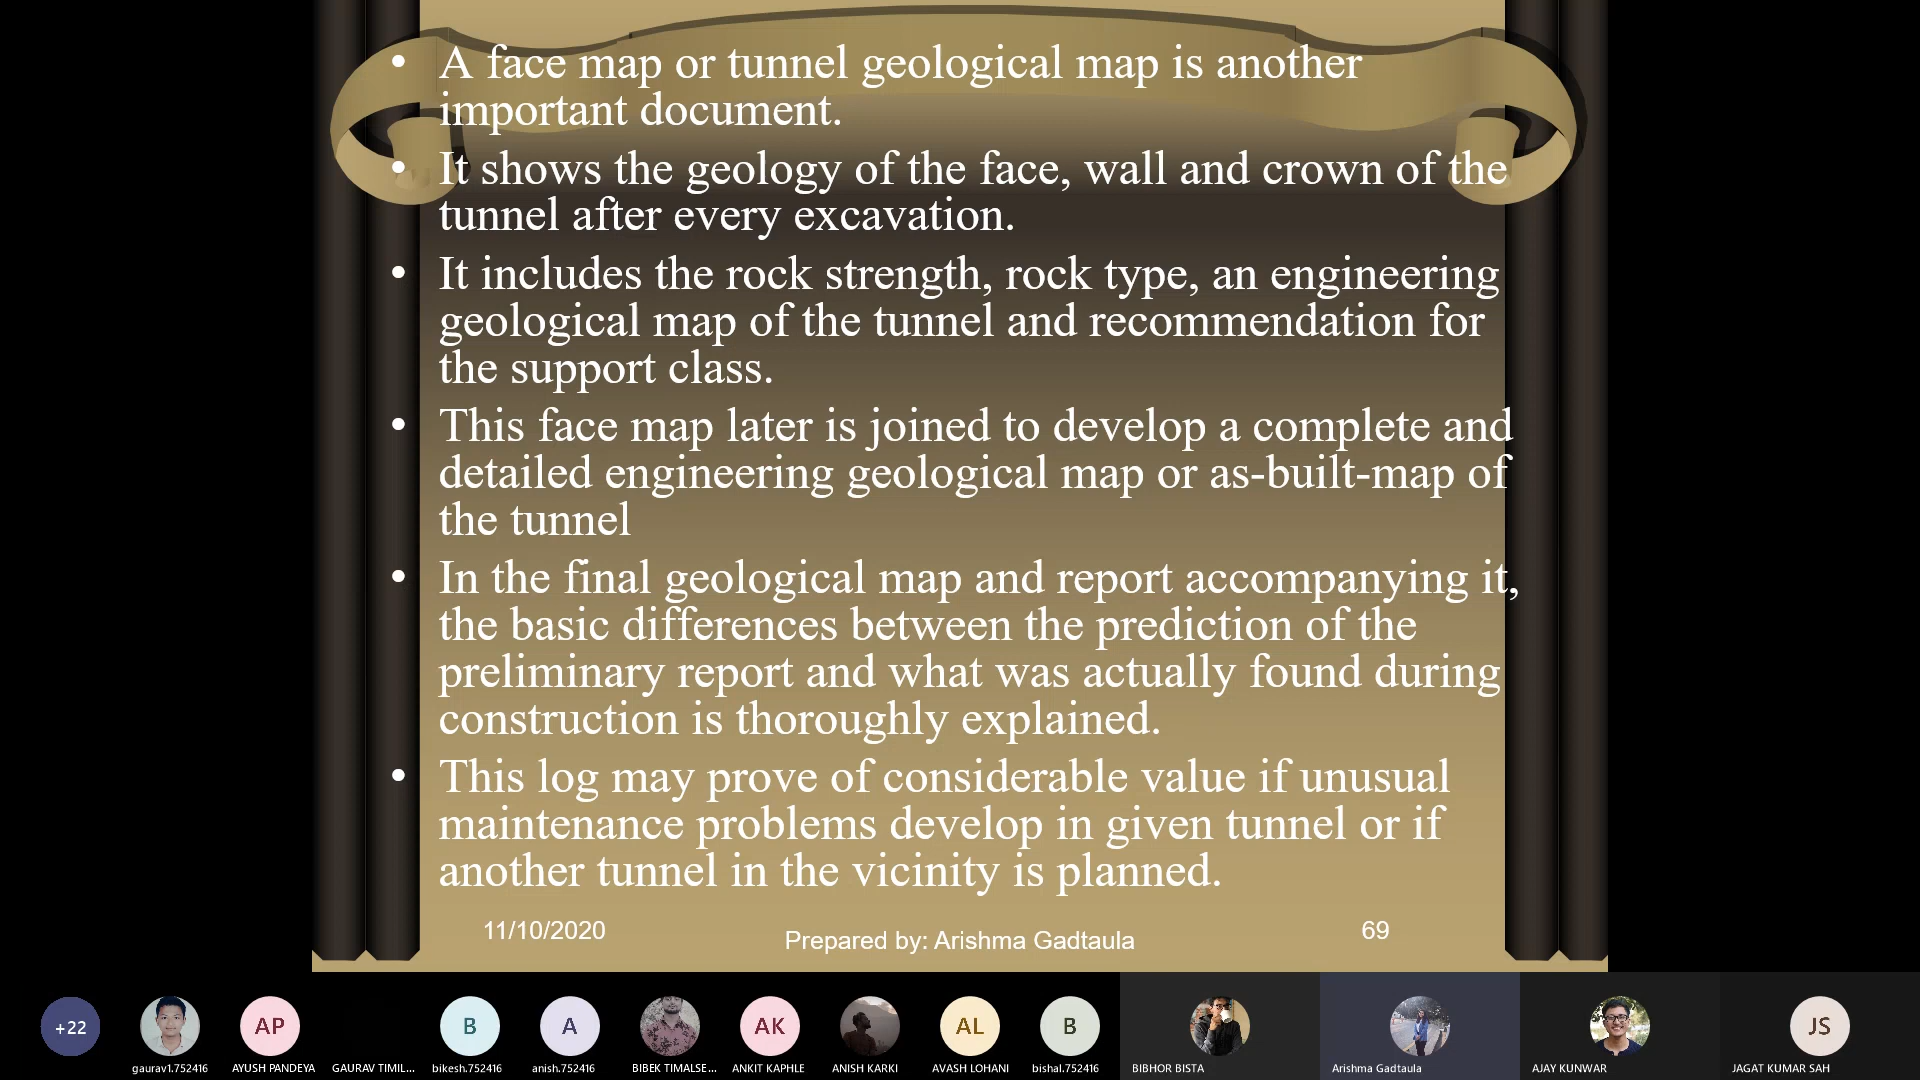 • A face map or tunnel geological map is another
important document.
• It shows the geology of the face, wall and crown of the
tunnel after every excavation.
• It includes the rock strength, rock type, an engineering
geological map of the tunnel and recommendation for
the support class.
• This face map later is joined to develop a complete and
detailed engineering geological map or as-built-map of
the tunnel
• In the final geological map and report accompanying it,
the basic differences between the prediction of the
preliminary report and what was actually found during
construction is thoroughly explained.
• This log may prove of considerable value if unusual
maintenance problems develop in given tunnel or if
another tunnel in the vicinity is planned.
11/10/2020
Prepared by: Arishma Gadtaula
69
+22
AP
B
A
AK
AL
B
JS
gaurav1.752416
AYUSH PANDEYA
GAURAV TIMIL...
bikesh.752416
anish.752416
BIBEK TIMALSE...
ANKIT KAPHLE
ANISH KARKI
AVASH LOHANI
bishal.752416
BIBHOR BISTA
Arishma Gadtaula
AJAY KUNWAR
JAGAT KUMAR SAH